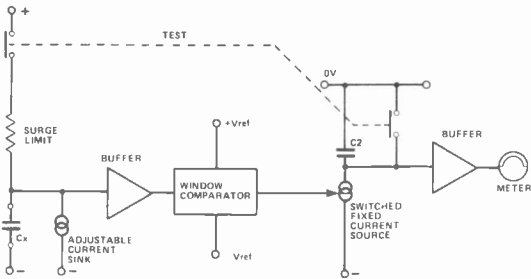 +
TEST
0V
SURGE
LIMIT
C2
BUFFER
+Vref
BUFFER
WINDOW
COMPARATOR
METER
SWITCHED
FIXED
CURRENT
SOURCE
Cx
ADJUSTABLE
CURRENT
SINK
Vref
−
−
−